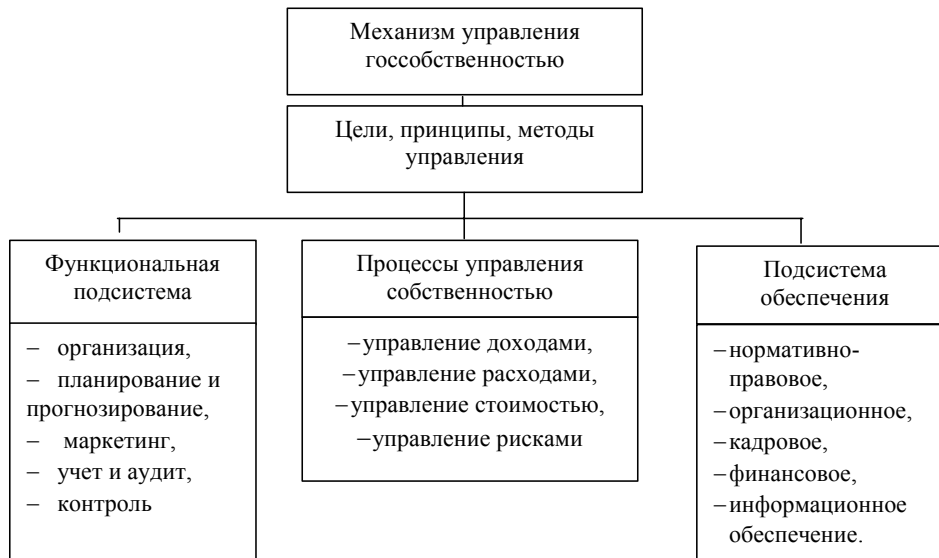 Механизм управления
госсобственностью
Цели, принципы, методы
управления
Функциональная
подсистема
– организация,
– планирование и
прогнозирование,
– маркетинг,
– учет и аудит,
– контроль
Процессы управления
собственностью
–управление доходами,
–управление расходами,
–управление стоимостью,
–управление рисками
Подсистема
обеспечения
–нормативно-
правовое,
–организационное,
–кадровое,
–финансовое,
–информационное
обеспечение.